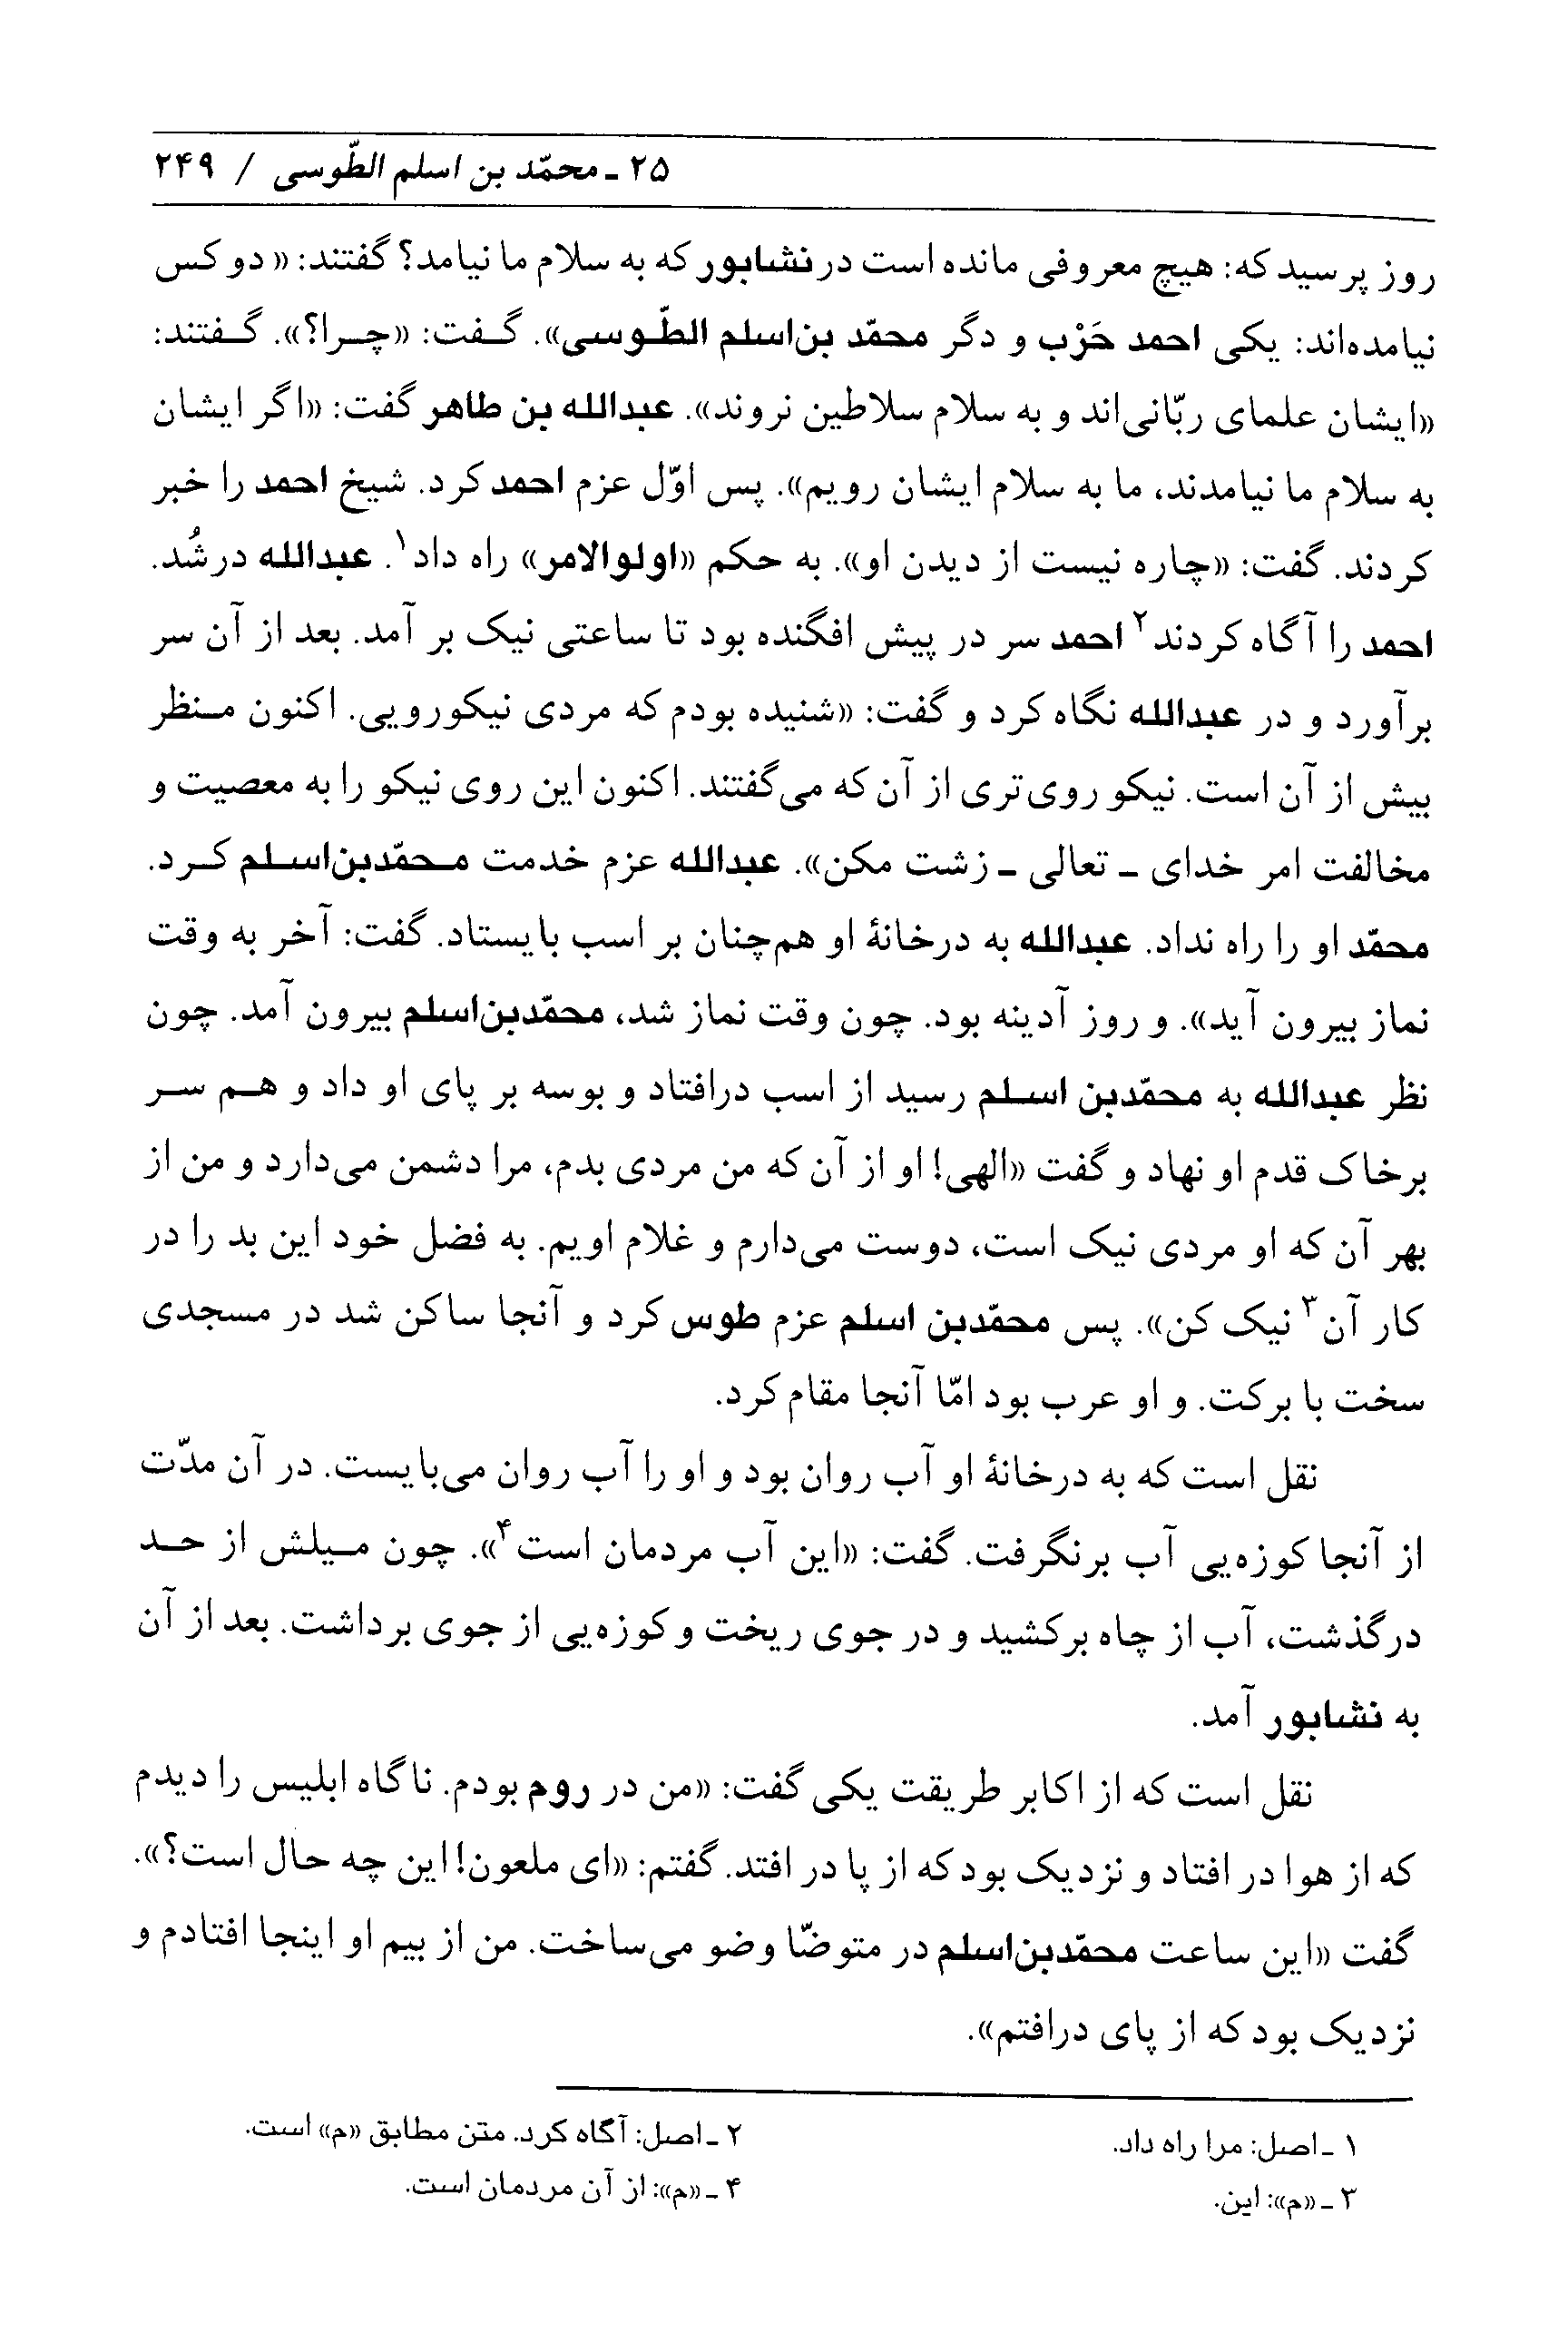 ۲۵ ـ محمّد بن اسلم الطّوسی / ۲۴۹
روز پرسید که: هیچ معروفی مانده است در نشابور که به سلام ما نیامد؟ گفتند: «دو کس
نیامده‌اند: یکی احمد حَرْب و دگر محمّد بن‌اسلم الطّوسی». گفت: «چرا؟». گفتند:
«ایشان علمای ربّانی‌اند و به سلام سلاطین نروند». عبدالله بن طاهر گفت: «اگر ایشان
به سلام ما نیامدند، ما به سلام ایشان رویم». پس اوّل عزم احمد کرد. شیخ احمد را خبر
کردند. گفت: «چاره نیست از دیدن او». به حکم «اولوالامر» راه داد۱. عبدالله درشُد.
احمد را آگاه کردند۲ احمد سر در پیش افگنده بود تا ساعتی نیک بر آمد. بعد از آن سر
برآورد و در عبدالله نگاه کرد و گفت: «شنیده بودم که مردی نیکورویی. اکنون منظر
بیش از آن است. نیکو روی‌تری از آن که می‌گفتند. اکنون این روی نیکو را به معصیت و
مخالفت امر خدای ـ تعالی ـ زشت مکن». عبدالله عزم خدمت محمّدبن‌اسلم کرد.
محمّد او را راه نداد. عبدالله به درخانهٔ او هم‌چنان بر اسب بایستاد. گفت: آخر به وقت
نماز بیرون آید». و روز آدینه بود. چون وقت نماز شد، محمّدبن‌اسلم بیرون آمد. چون
نظر عبدالله به محمّدبن اسلم رسید از اسب درافتاد و بوسه بر پای او داد و هم سر
برخاک قدم او نهاد و گفت «الهی! او از آن که من مردی بدم، مرا دشمن می‌دارد و من از
بهر آن که او مردی نیک است، دوست می‌دارم و غلام اویم. به فضل خود این بد را در
کار آن۳ نیک کن». پس محمّدبن اسلم عزم طوس کرد و آنجا ساکن شد در مسجدی
سخت با برکت. و او عرب بود امّا آنجا مقام کرد.
نقل است که به درخانهٔ او آب روان بود و او را آب روان می‌بایست. در آن مدّت
از آنجا کوزه‌یی آب برنگرفت. گفت: «این آب مردمان است۴». چون میلش از حد
درگذشت، آب از چاه برکشید و در جوی ریخت و کوزه‌یی از جوی برداشت. بعد از آن
به نشابور آمد.
نقل است که از اکابر طریقت یکی گفت: «من در روم بودم. ناگاه ابلیس را دیدم
که از هوا در افتاد و نزدیک بود که از پا در افتد. گفتم: «ای ملعون! این چه حال است؟».
گفت «این ساعت محمّدبن‌اسلم در متوضّا وضو می‌ساخت. من از بیم او اینجا افتادم و
نزدیک بود که از پای درافتم».
۱ ـ اصل: مرا راه داد.
۲ ـ اصل: آگاه کرد. متن مطابق «م» است.
۳ ـ «م»: این.
۴ ـ «م»: از آن مردمان است.